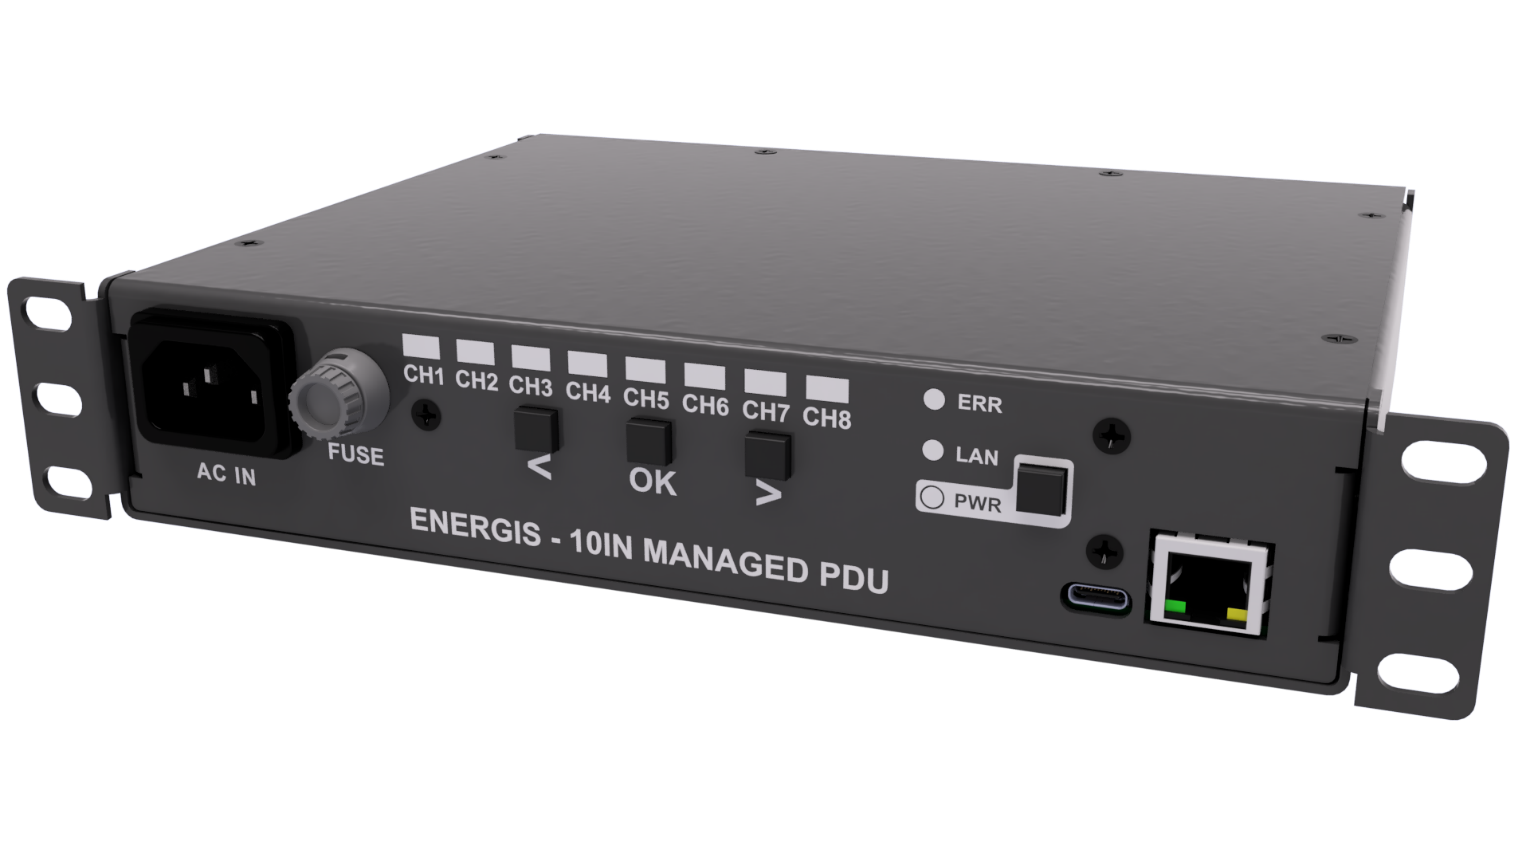 CH1 CH2 CH3 CH4 CH5 CH6 CH7 CH8
ERR
LAN
PWR
AC IN
FUSE
< OK >
ENERGIS - 10IN MANAGED PDU